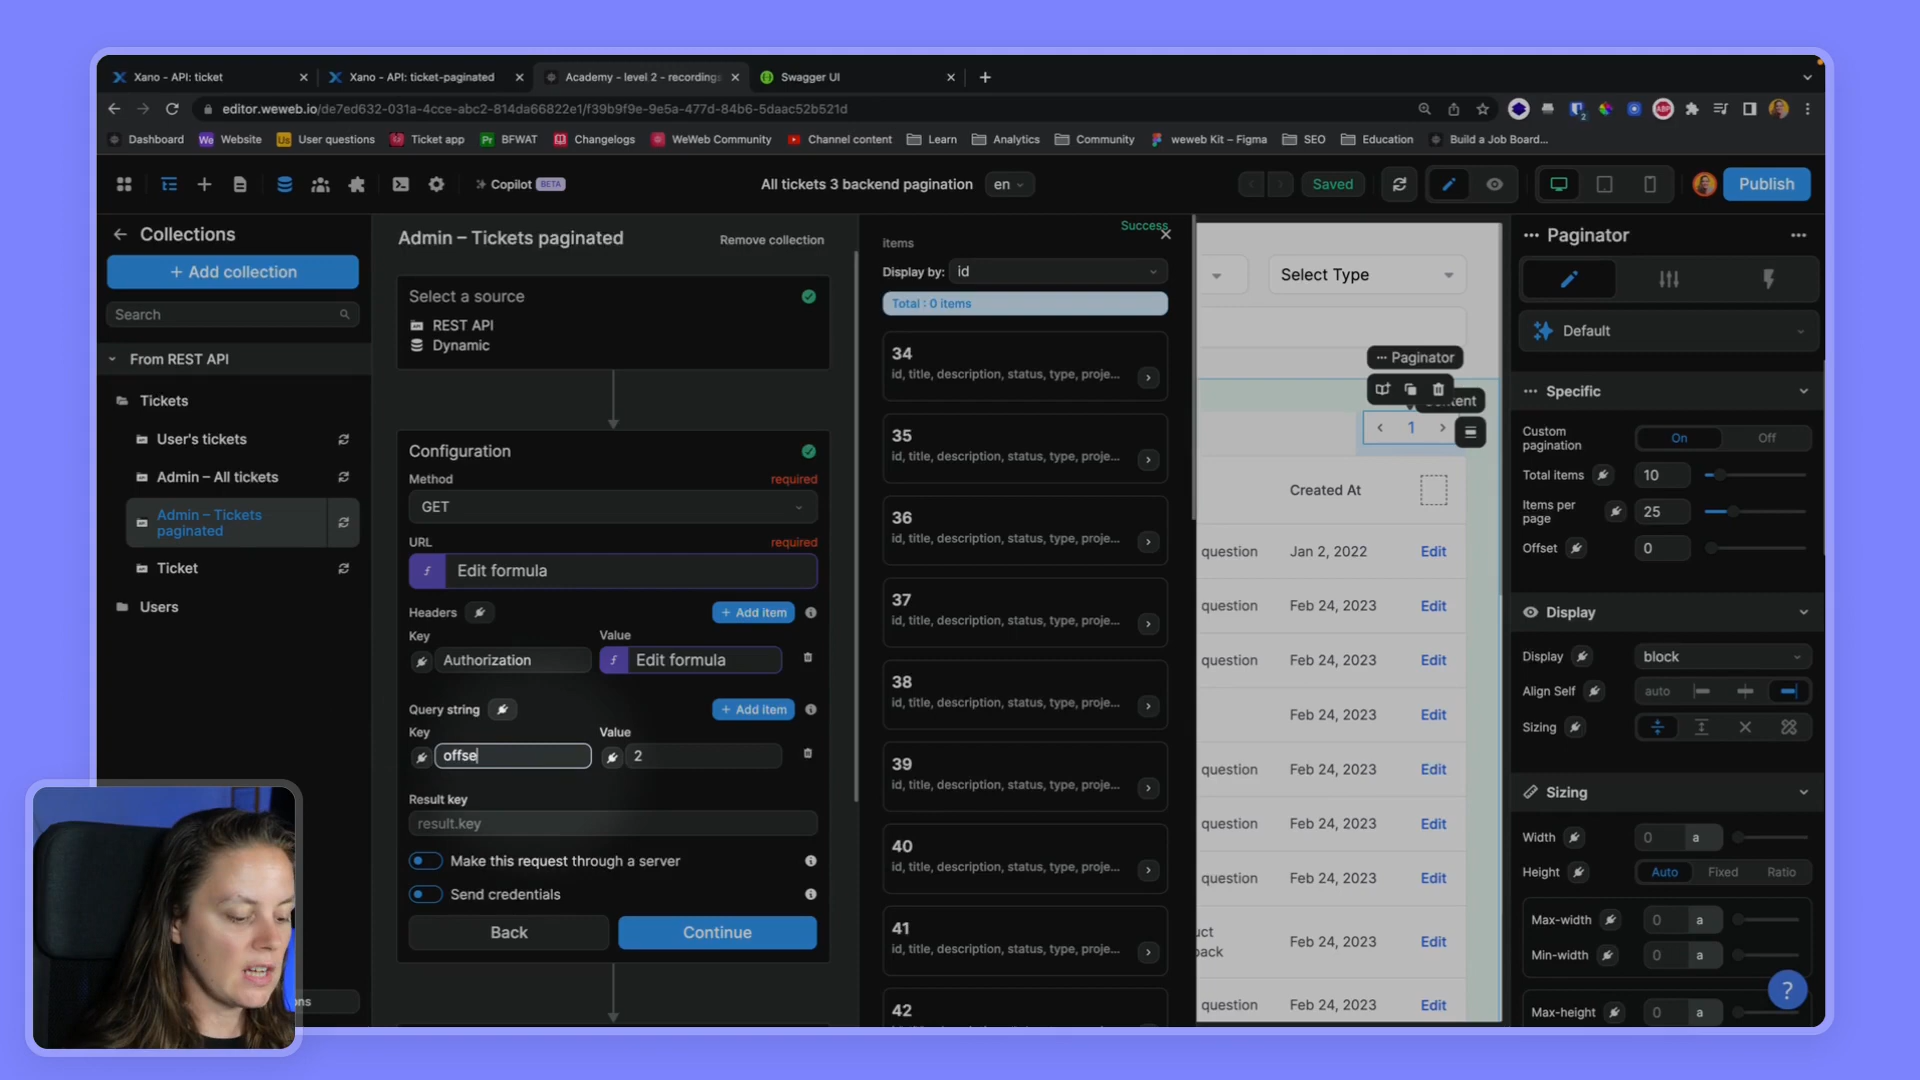 Xano - API: ticket
Xano - API: ticket-paginated
Academy - level 2 - recording
Swagger UI
editor.weweb.io/de7ed632-031a-4cce-abc2-814da66822e1/f39b9f9e-9e5a-477d-84b6-5daac52b521d
Dashboard
We Website
Us User questions
Ticket app
Pr BFWAT
Changelogs
WeWeb Community
Channel content
Learn
Analytics
Community
weweb Kit – Figma
SEO
Education
Build a Job Board...
Copilot BETA
All tickets 3 backend pagination
en
Saved
Publish
Collections
+ Add collection
Search
From REST API
Tickets
User's tickets
Admin – All tickets
Admin – Tickets
paginated
Ticket
Users
Admin – Tickets paginated
Remove collection
Select a source
REST API
Dynamic
Configuration
Method required
GET
URL required
Edit formula
Headers
+ Add item
Key Value
Authorization
Edit formula
Query string
+ Add item
Key Value
offse
2
Result key
result.key
Make this request through a server
Send credentials
Back
Continue
Success
items
Display by: id
Total : 0 items
34
id, title, description, status, type, proje...
35
id, title, description, status, type, proje...
36
id, title, description, status, type, proje...
37
id, title, description, status, type, proje...
38
id, title, description, status, type, proje...
39
id, title, description, status, type, proje...
40
id, title, description, status, type, proje...
41
id, title, description, status, type, proje...
42
Select Type
Paginator
ntent
1
Created At
question Jan 2, 2022 Edit
question Feb 24, 2023 Edit
question Feb 24, 2023 Edit
Feb 24, 2023 Edit
question Feb 24, 2023 Edit
question Feb 24, 2023 Edit
question Feb 24, 2023 Edit
uct
back
Feb 24, 2023 Edit
question Feb 24, 2023 Edit
Paginator
Default
Specific
Custom
pagination
On Off
Total items 10
Items per
page
25
Offset 0
Display
Display block
Align Self auto
Sizing
Sizing
Width 0 a
Height Auto Fixed Ratio
Max-width 0 a
Min-width 0 a
Max-height 0 a
?
ons